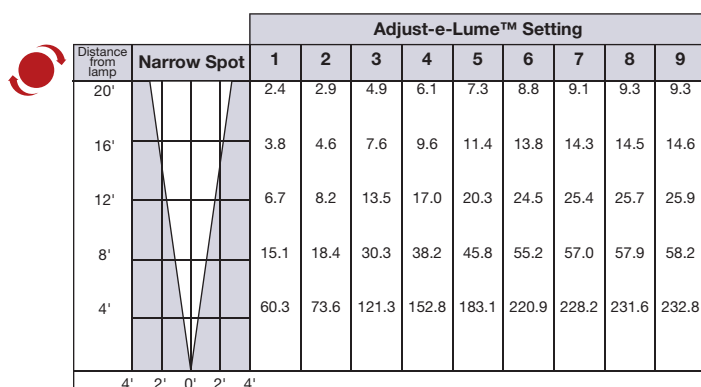 Adjust-e-Lume™ Setting
Distance from lamp Narrow Spot 1 2 3 4 5 6 7 8 9
20' 2.4 2.9 4.9 6.1 7.3 8.8 9.1 9.3 9.3
16' 3.8 4.6 7.6 9.6 11.4 13.8 14.3 14.5 14.6
12' 6.7 8.2 13.5 17.0 20.3 24.5 25.4 25.7 25.9
8' 15.1 18.4 30.3 38.2 45.8 55.2 57.0 57.9 58.2
4' 60.3 73.6 121.3 152.8 183.1 220.9 228.2 231.6 232.8
4' 2' 0' 2' 4'